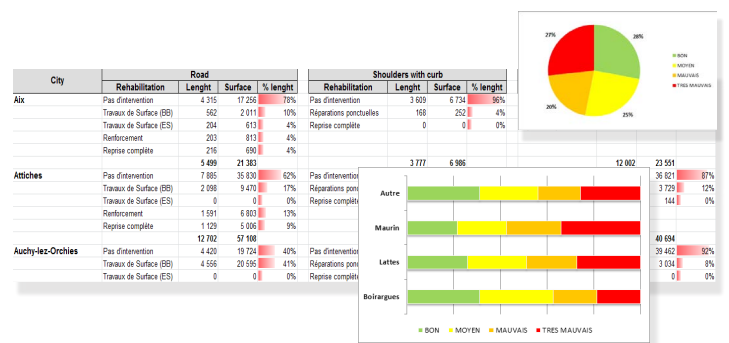 27%
28%
20%
25%
BON
MOYEN
MAUVAIS
TRES MAUVAIS
City Road Shoulders with curb
Rehabilitation Lenght Surface % lenght Rehabilitation Lenght Surface % lenght
Aix Pas d'intervention 4 315 17 256 78% Pas d'intervention 3 609 6 734 96%
Travaux de Surface (BB) 562 2 011 10% Réparations ponctuelles 168 252 4%
Travaux de Surface (ES) 204 613 4% Reprise complète 0 0 0%
Renforcement 203 813 4%
Reprise complète 216 690 4%
5 499 21 383 3 777 6 986 12 002 23 551
Attiches Pas d'intervention 7 885 35 830 62% Pas d'intervention 36 821 87%
Travaux de Surface (BB) 2 098 9 470 17% Réparations 3 729 12%
Travaux de Surface (ES) 0 0 0% Reprise complète 144 0%
Renforcement 1 591 6 803 13%
Reprise complète 1 129 5 006 9%
12 702 57 108 40 694
Auchy-lez-Orchies Pas d'intervention 4 420 19 724 40% Pas d'intervention 39 462 92%
Travaux de Surface (BB) 4 556 20 595 41% Réparations 3 034 8%
Travaux de Surface (ES) 0 0 0% Reprise complète 0 0%
Autre
Maurin
Lattes
Boirargues
BON MOYEN MAUVAIS TRES MAUVAIS